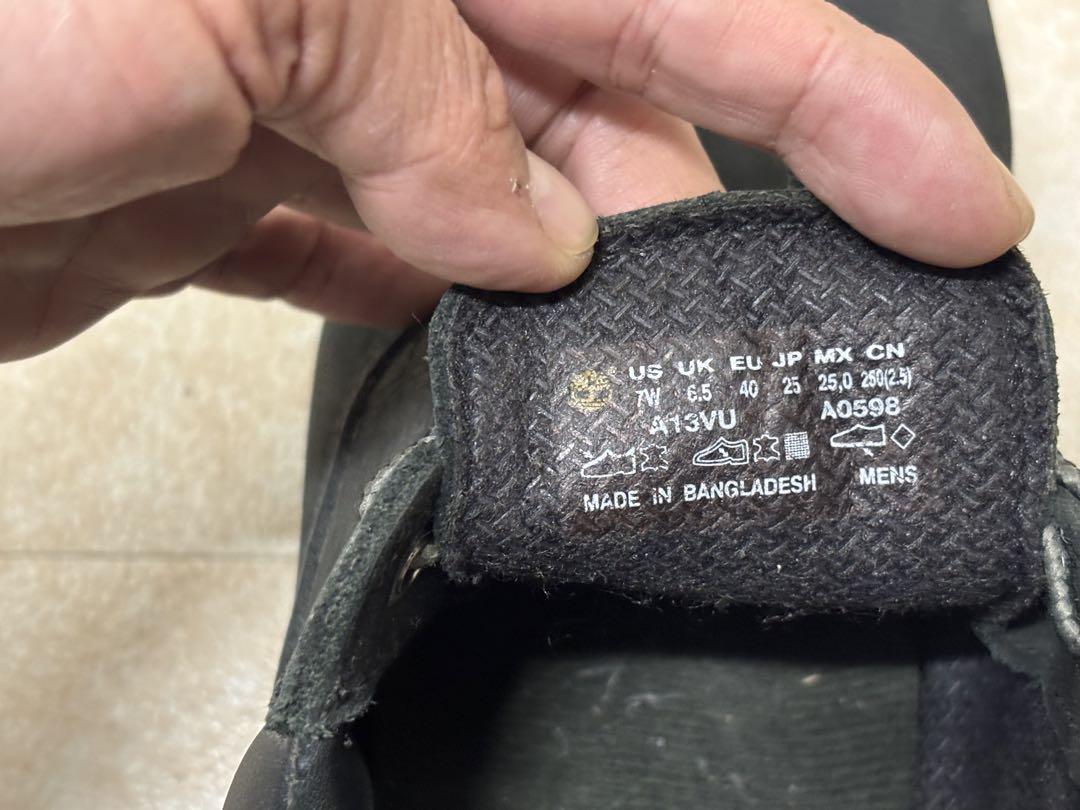 US UK EU JP MX CN
7W 6.5 40 25 25,0 250(2.5)
A13VU A0598
MADE IN BANGLADESH MENS